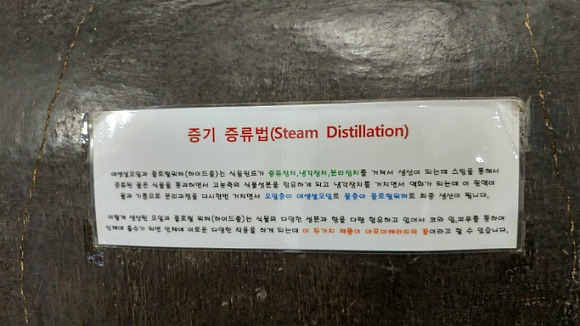 증기 증류법(Steam Distillation)
에센셜오일과 플로럴워터(하이드롤)는 식물원료가 증류장치,냉각장치,분리장치를 거쳐서 생산이 되는데 스팀을 통해서
증류된 물은 식물을 통과하면서 고농축의 식물성분을 함유하게 되고 냉각장치를 거치면서 액화가 되는데 이 원액이
물과 기름으로 분리과정을 다시한번 거치면서 오일층이 에센셜오일로 물층이 플로럴워터로 최종 생산이 됩니다.
이렇게 생산된 오일과 플로럴 워터(하이드롤)는 식물의 다양한 성분과 향을 다량 함유하고 있어서 코와 입,피부를 통하여
신체에 흡수가 되면 인체에 이로운 다양한 작용을 하게 되는데 이 두가지 제품이 아로마테라피의 꽃이라고 할 수 있습니다.